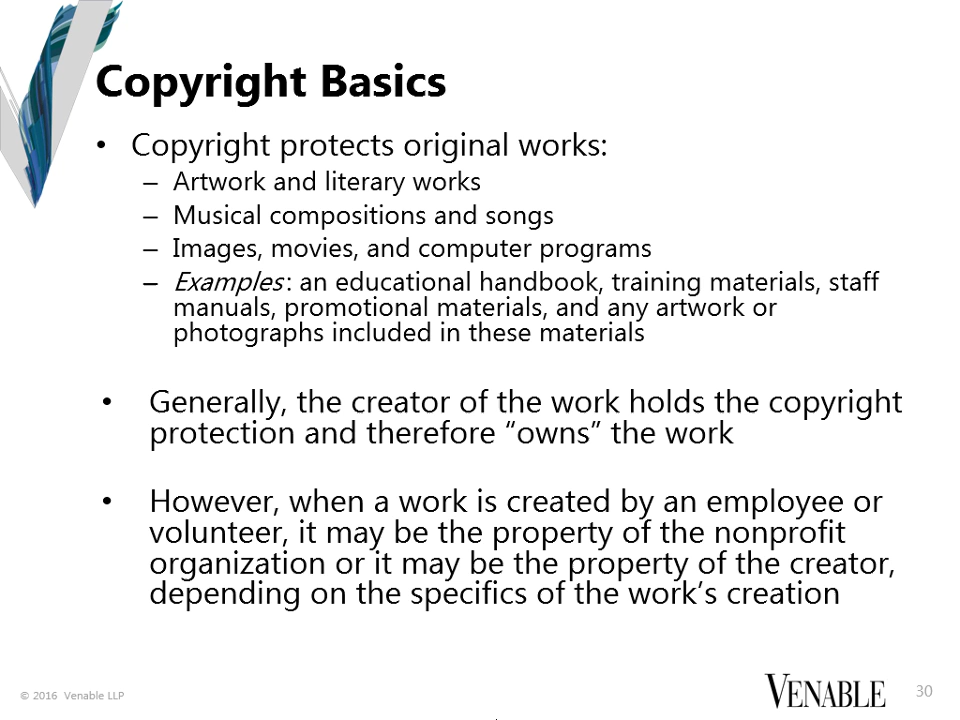 Copyright Basics
• Copyright protects original works:
– Artwork and literary works
– Musical compositions and songs
– Images, movies, and computer programs
– Examples: an educational handbook, training materials, staff
manuals, promotional materials, and any artwork or
photographs included in these materials
• Generally, the creator of the work holds the copyright
protection and therefore “owns” the work
• However, when a work is created by an employee or
volunteer, it may be the property of the nonprofit
organization or it may be the property of the creator,
depending on the specifics of the work’s creation
© 2016 Venable LLP
VENABLE
30